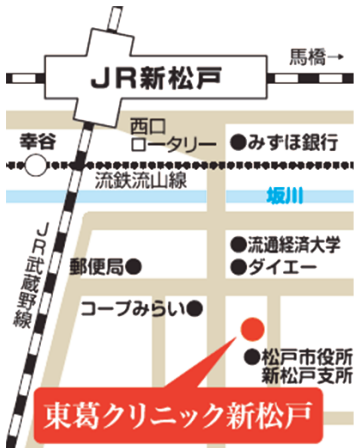 馬橋→
JR新松戸
西口
ロータリー
幸谷
みずほ銀行
流鉄流山線
坂川
JR武蔵野線
流通経済大学
郵便局
ダイエー
コープみらい
松戸市役所
新松戸支所
東葛クリニック新松戸